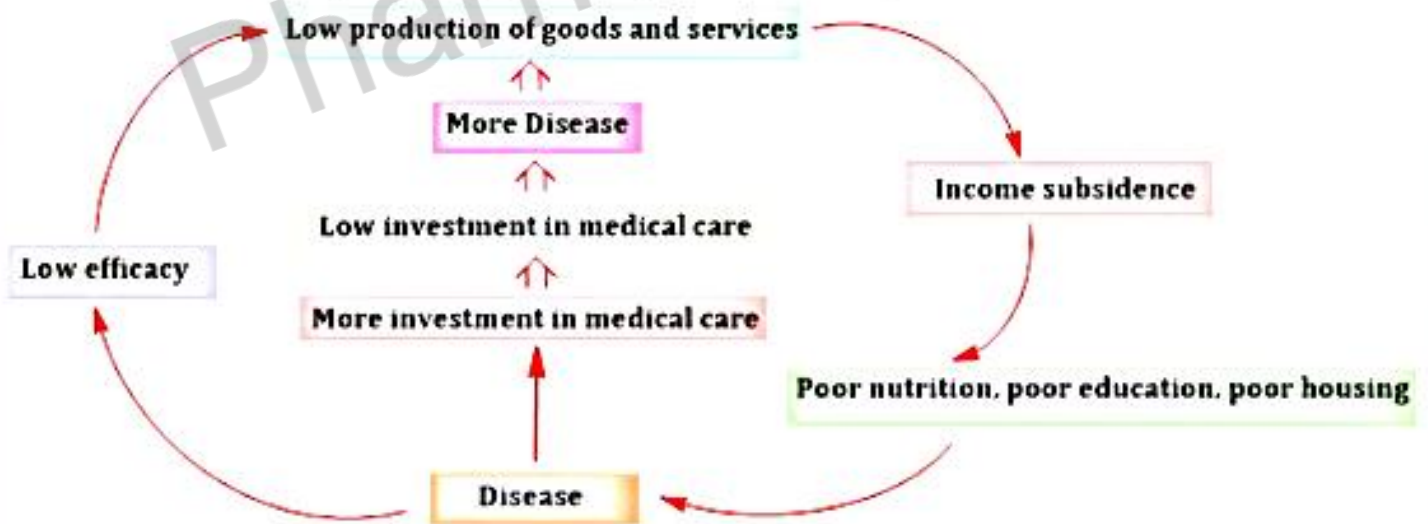 Low production of goods and services
More Disease
Income subsidence
Low investment in medical care
Low efficacy
More investment in medical care
Poor nutrition, poor education, poor housing
Disease